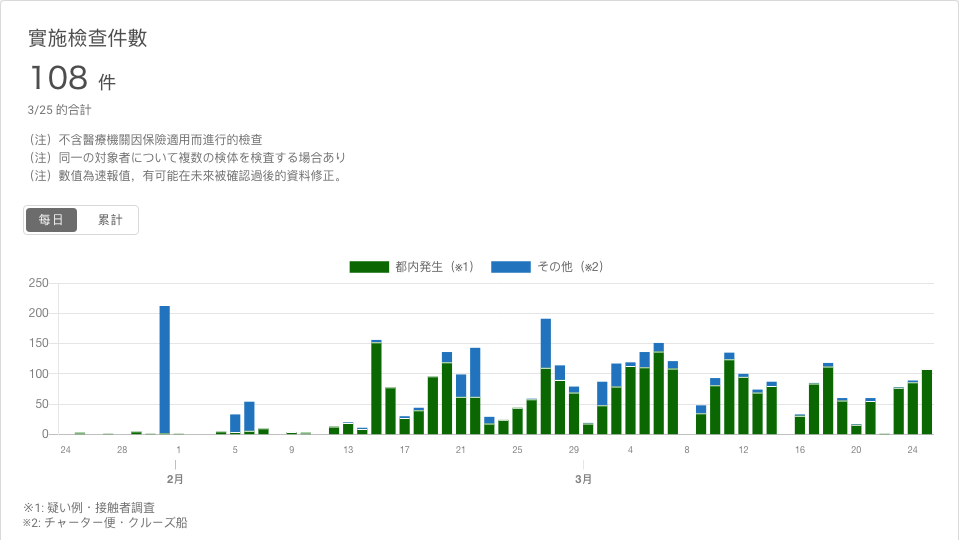 實施檢查件數
108 件
3/25 的合計
（注）不含醫療機關因保險適用而進行的檢查
（注）同一の対象者について複数の検体を検査する場合あり
（注）數值為速報值，有可能在未來被確認過後的資料修正。
每日 累計
都内発生（※1） その他（※2）
250
200
150
100
50
0
24 28 1 5 9 13 17 21 25 29 4 8 12 16 20 24
2月 3月
※1: 疑い例・接触者調査
※2: チャーター便・クルーズ船